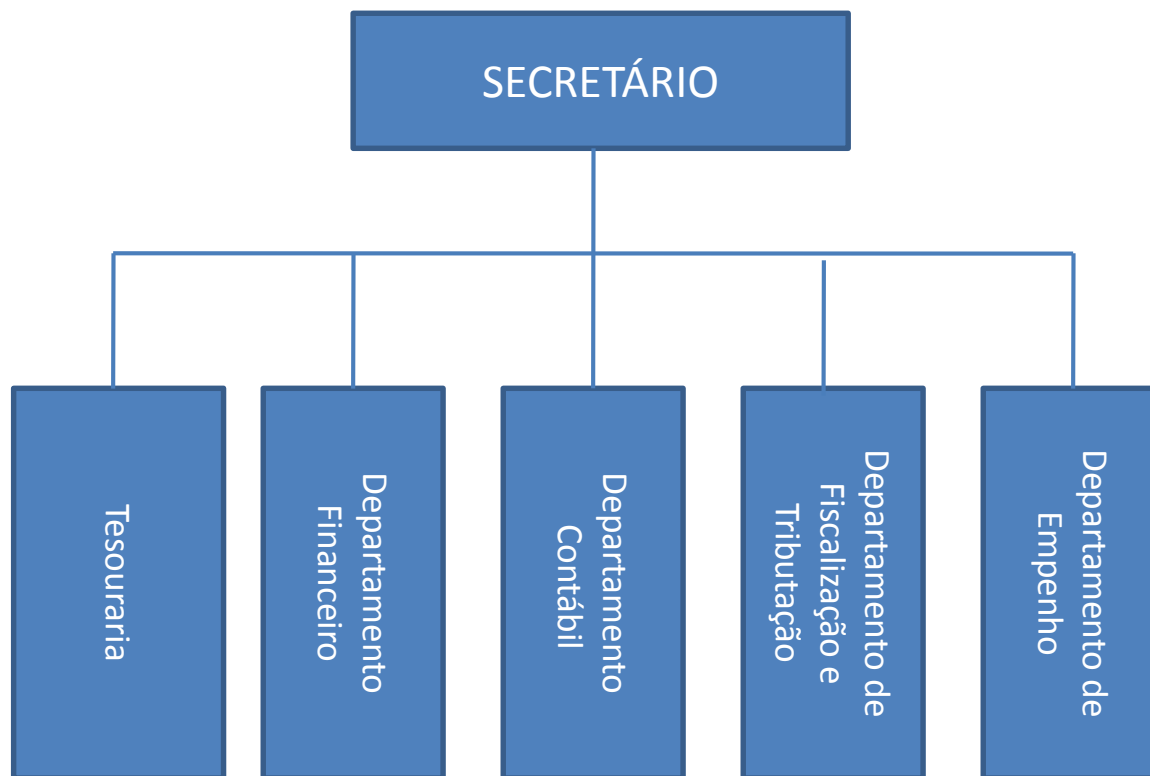 SECRETÁRIO
Tesouraria
Departamento
Financeiro
Departamento
Contábil
Departamento de
Fiscalização e
Tributação
Departamento de
Empenho